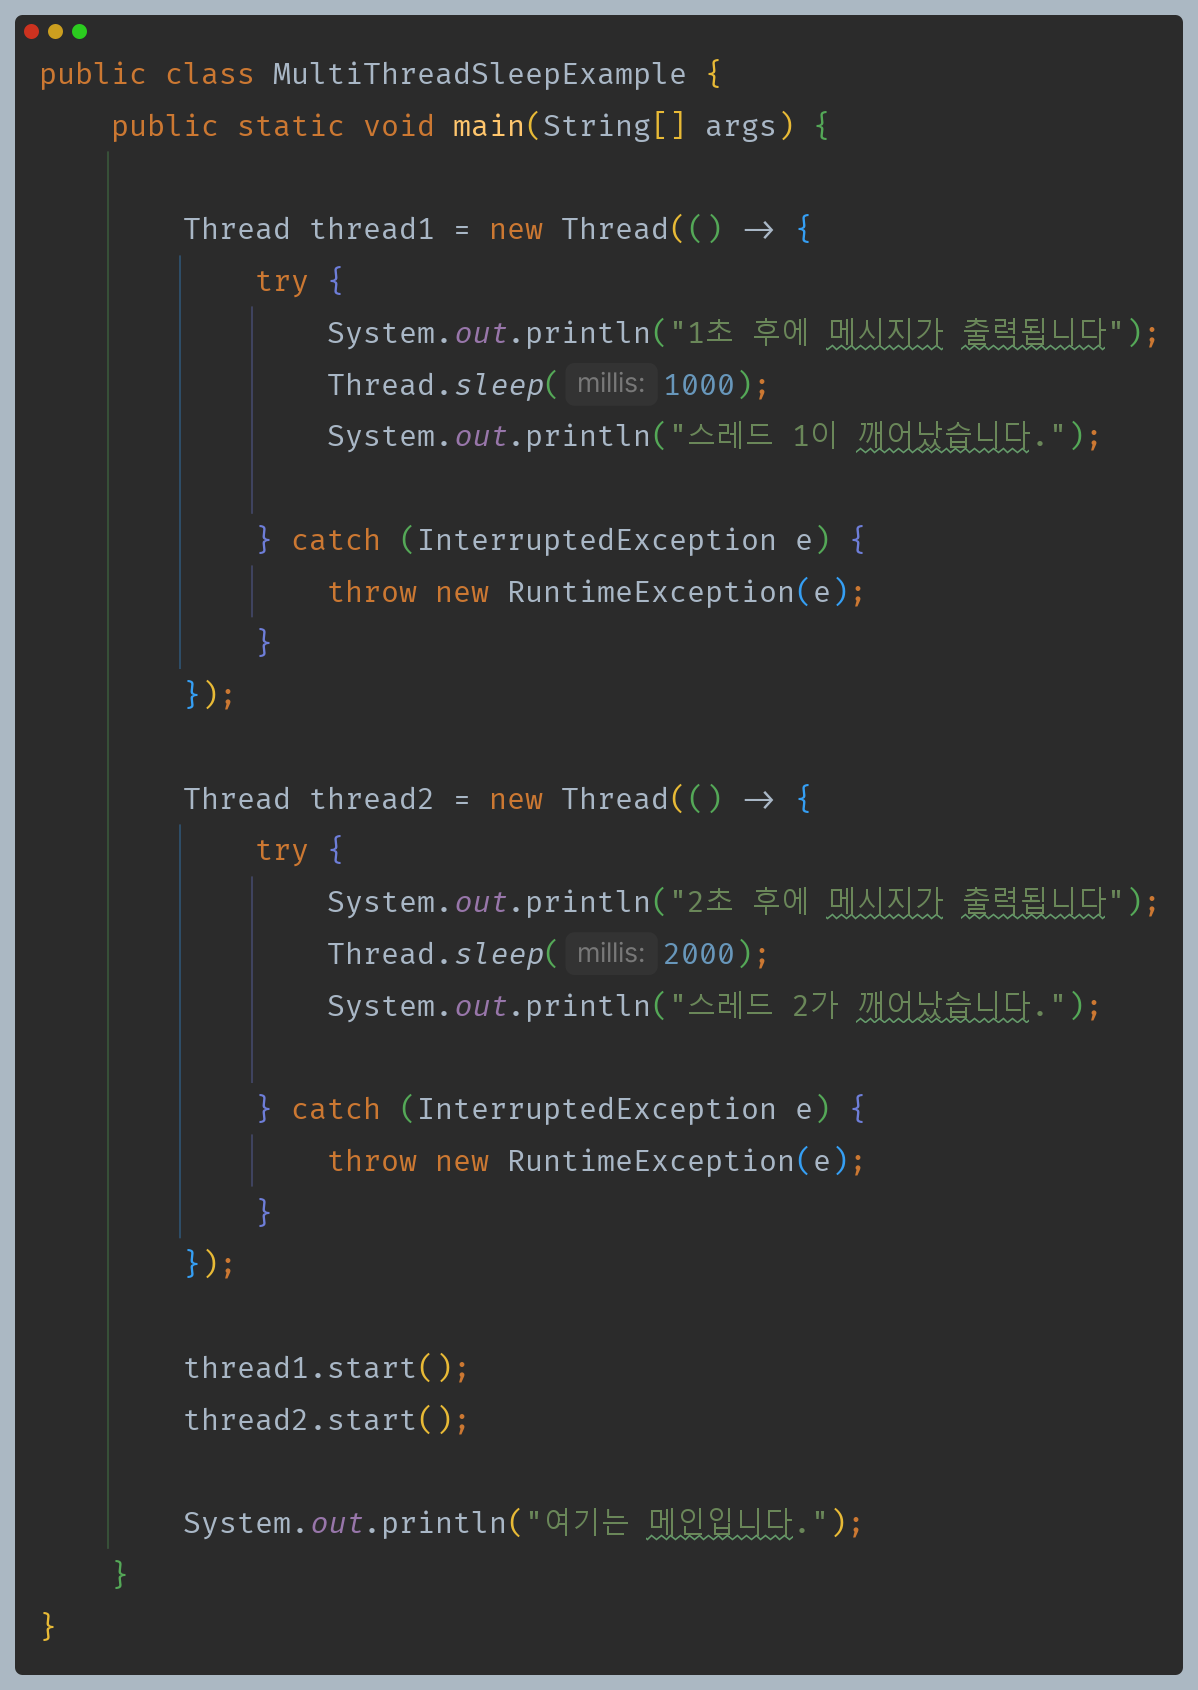 public class MultiThreadSleepExample {
    public static void main(String[] args) {

        Thread thread1 = new Thread(() -> {
            try {
                System.out.println("1초 후에 메시지가 출력됩니다");
                Thread.sleep( millis: 1000);
                System.out.println("스레드 1이 깨어났습니다.");

            } catch (InterruptedException e) {
                throw new RuntimeException(e);
            }
        });

        Thread thread2 = new Thread(() -> {
            try {
                System.out.println("2초 후에 메시지가 출력됩니다");
                Thread.sleep( millis: 2000);
                System.out.println("스레드 2가 깨어났습니다.");

            } catch (InterruptedException e) {
                throw new RuntimeException(e);
            }
        });

        thread1.start();
        thread2.start();

        System.out.println("여기는 메인입니다.");
    }
}